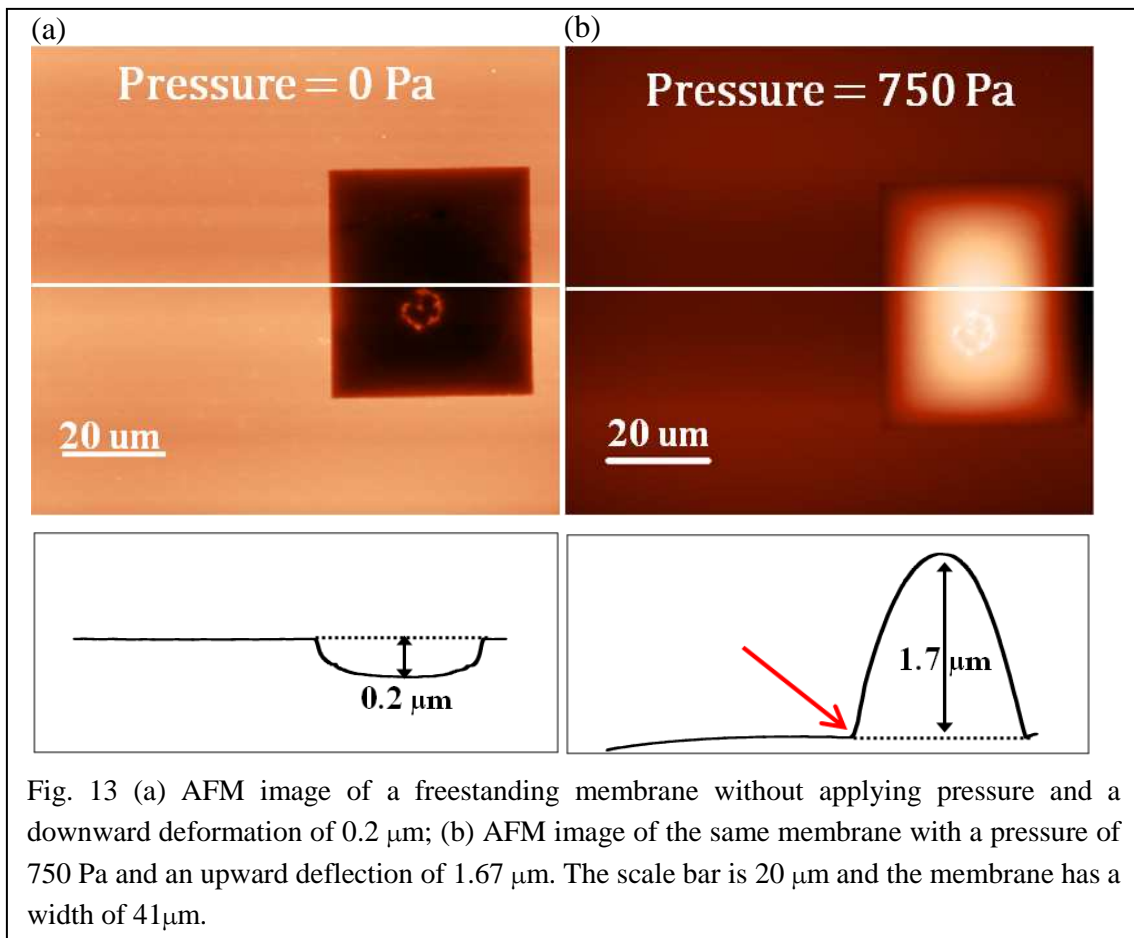 (a)
(b)
Pressure = 0 Pa
Pressure = 750 Pa
20 um
20 um
0.2 μm
1.7 μm
Fig. 13 (a) AFM image of a freestanding membrane without applying pressure and a
downward deformation of 0.2 μm; (b) AFM image of the same membrane with a pressure of
750 Pa and an upward deflection of 1.67 μm. The scale bar is 20 μm and the membrane has a
width of 41μm.